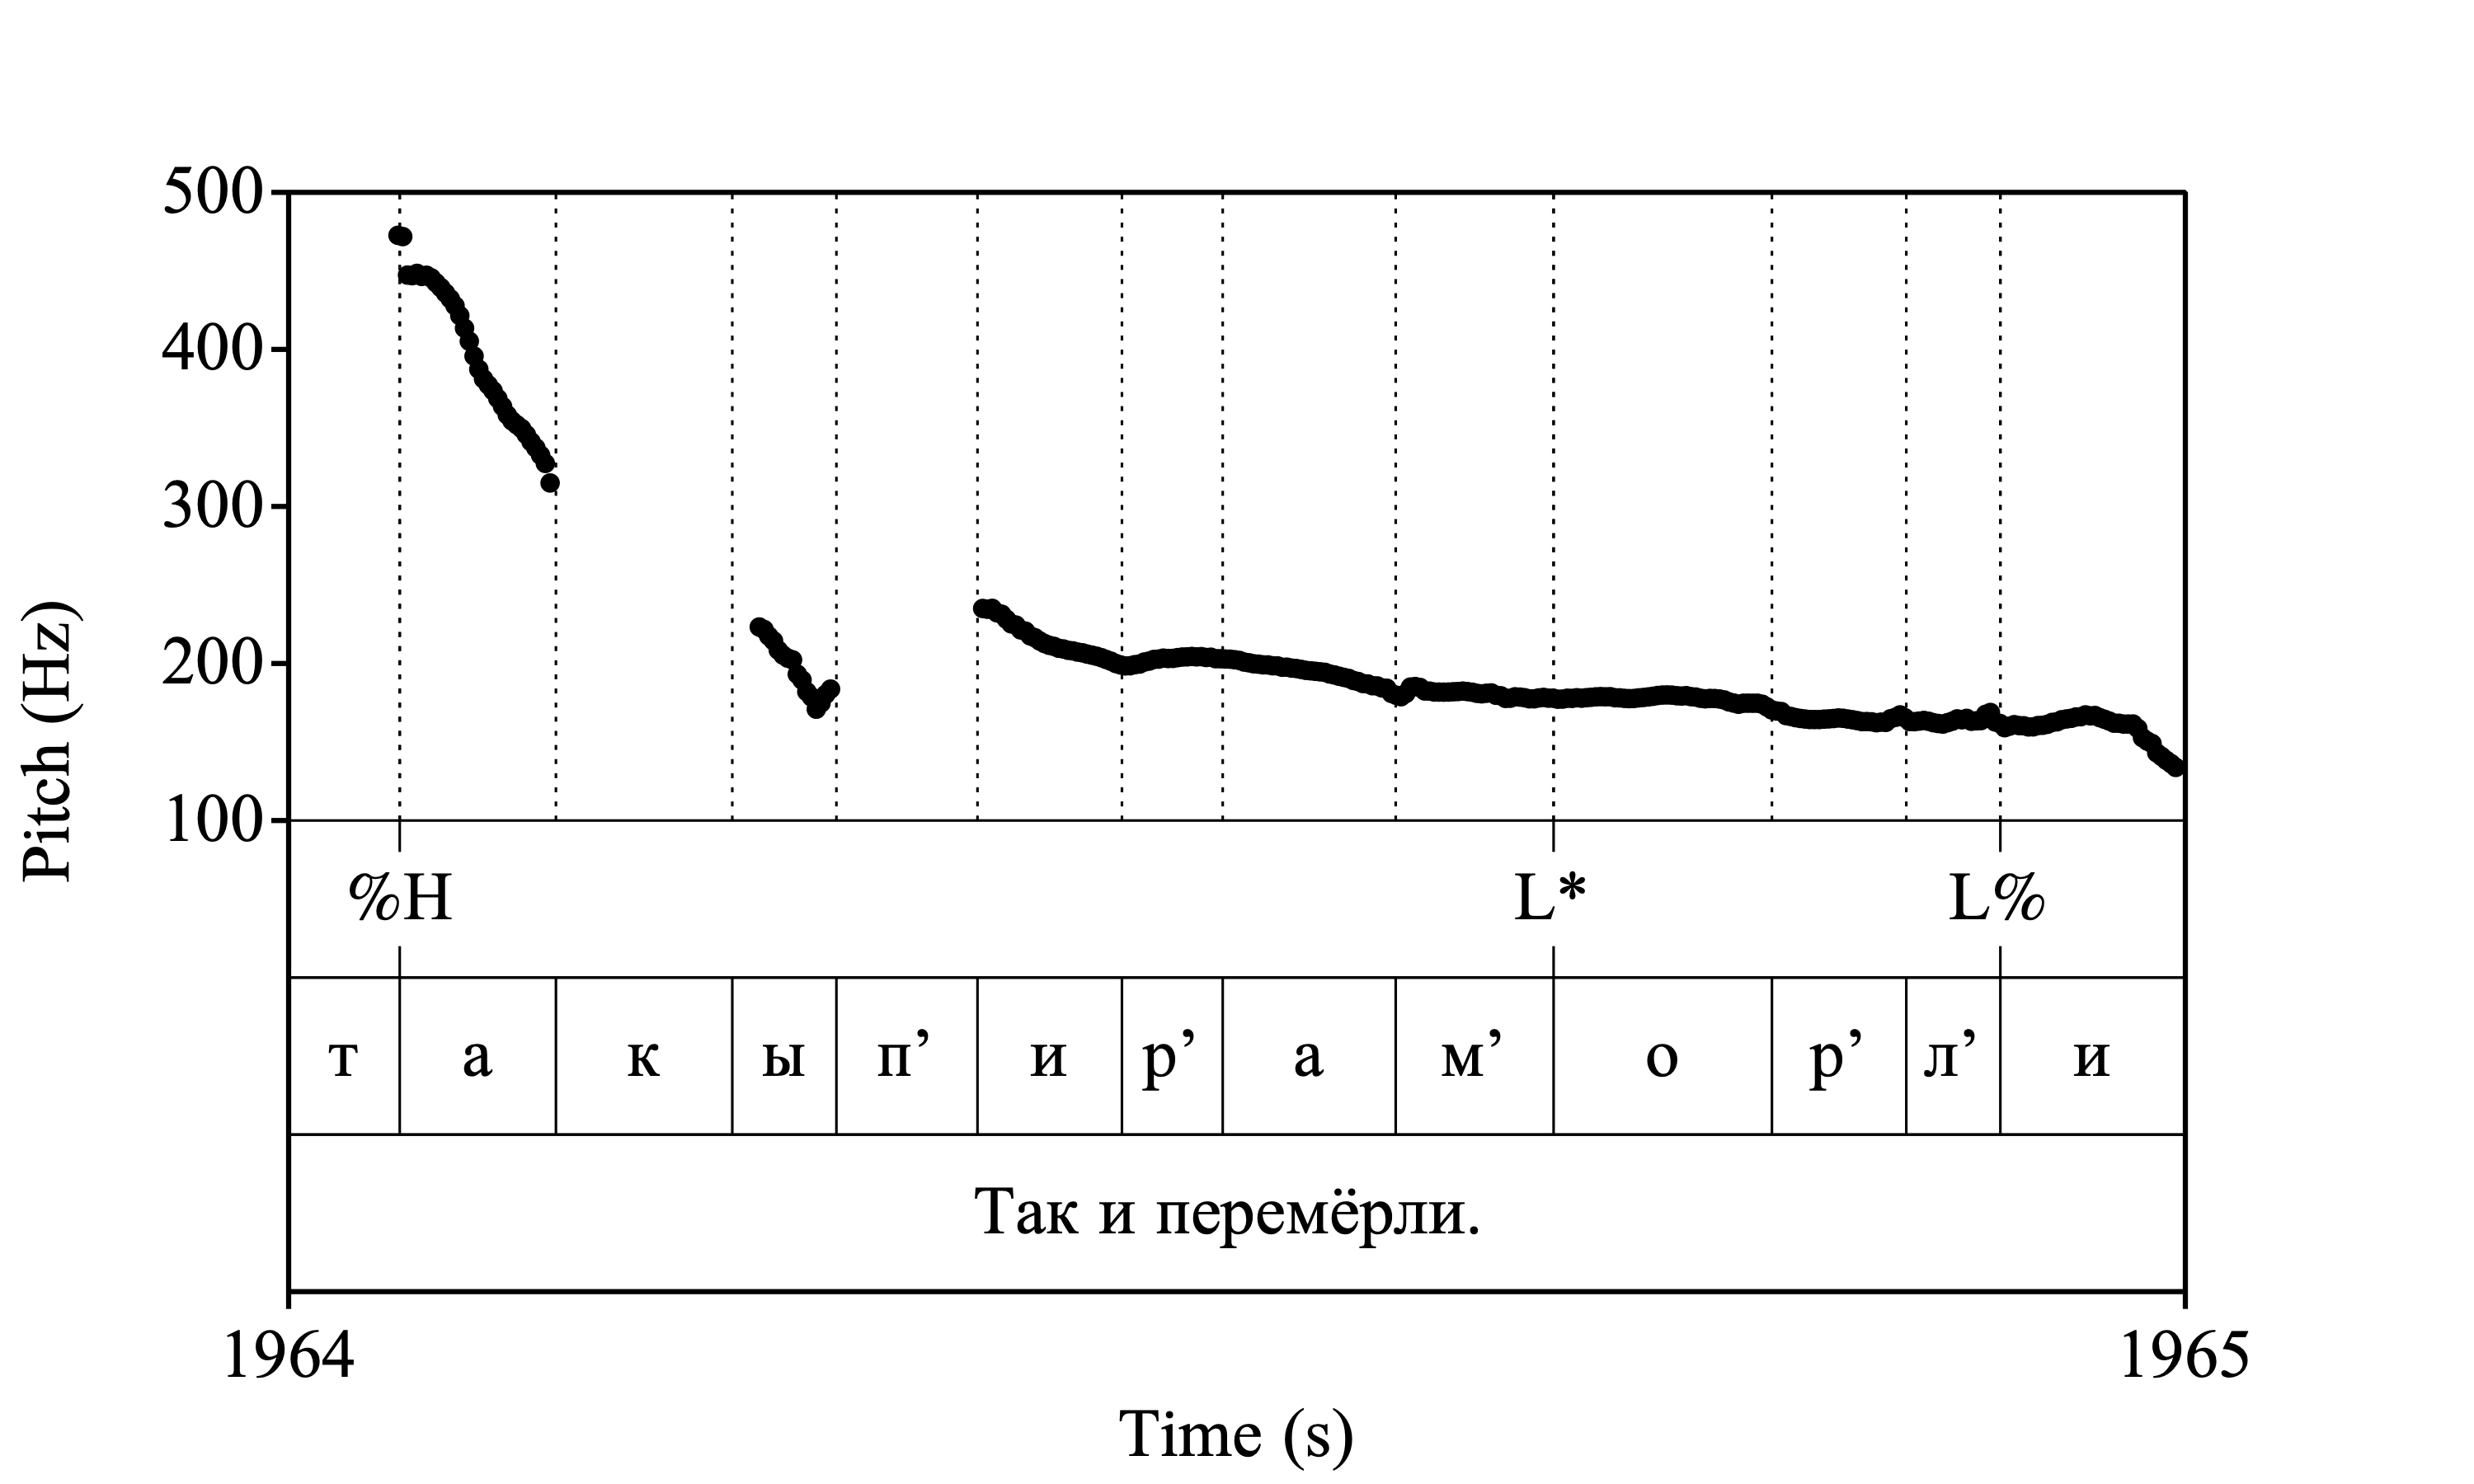 500
400
300
200
100
Pitch (Hz)
%H L* L%
т а к ы п’ и р’ а м’ о р’ л’ и
Так и перемёрли.
1964 1965
Time (s)